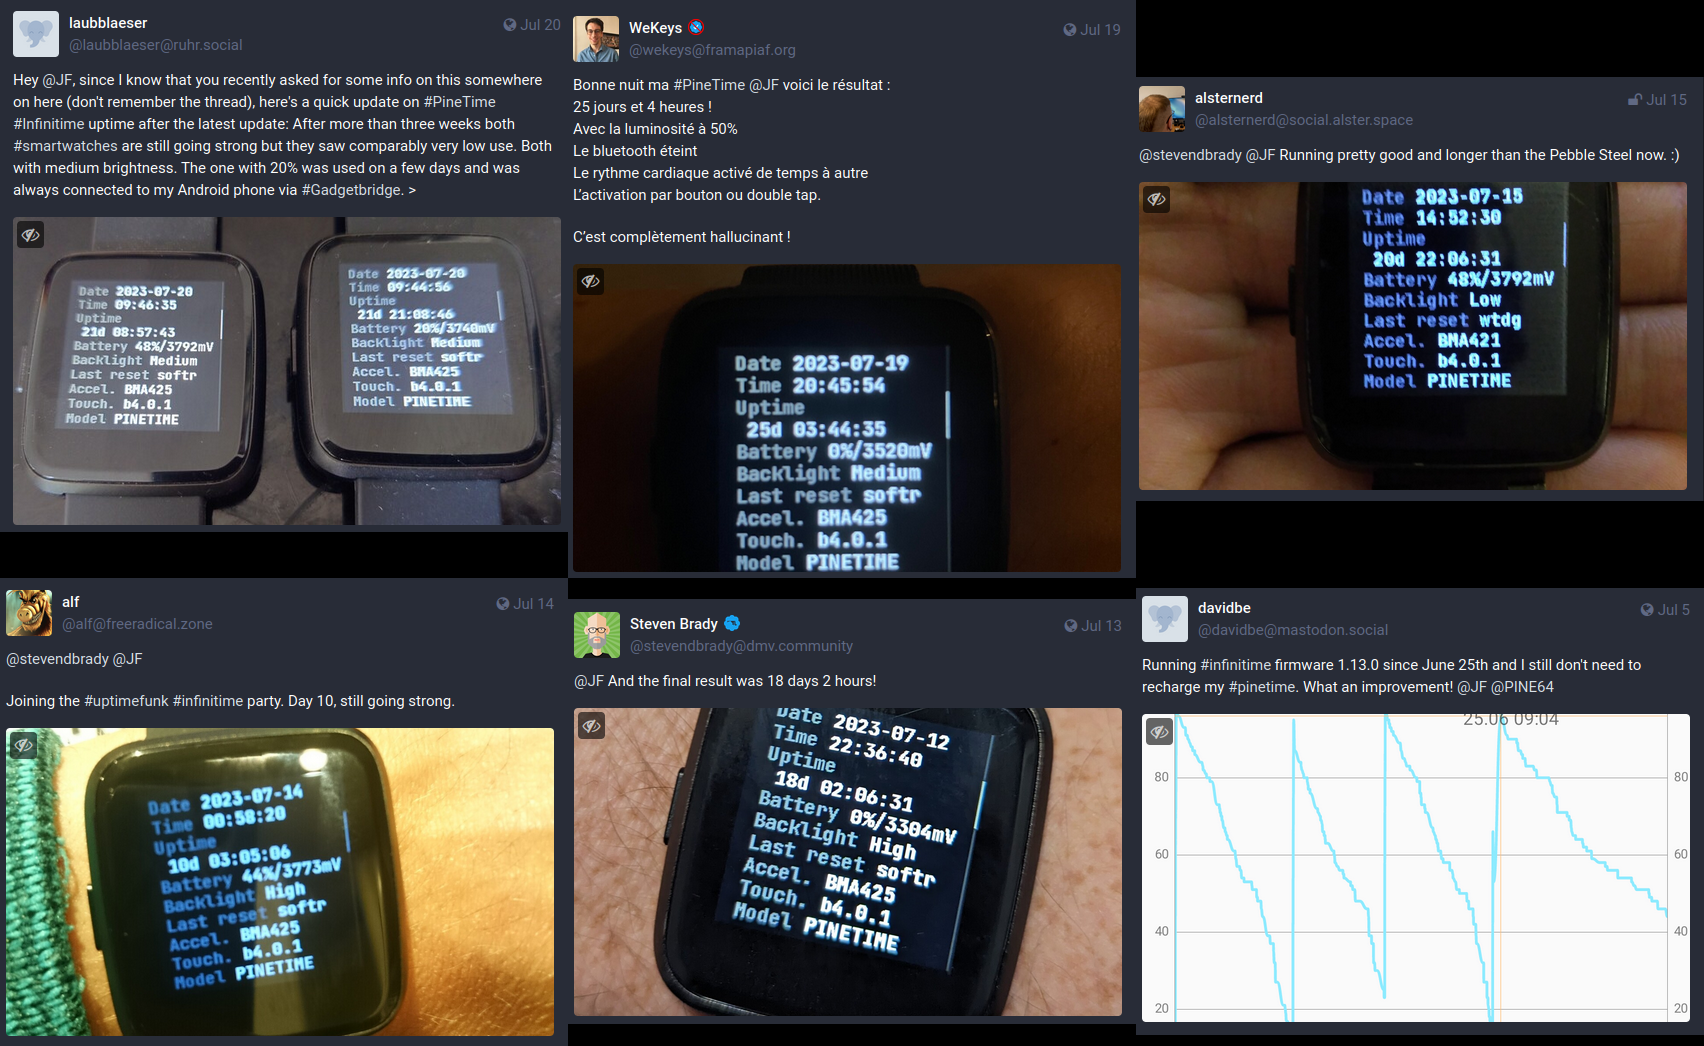 laubblaeser
@laubblaeser@ruhr.social
Jul 20
Hey @JF, since I know that you recently asked for some info on this somewhere
on here (don't remember the thread), here's a quick update on #PineTime
#Infinitime uptime after the latest update: After more than three weeks both
#smartwatches are still going strong but they saw comparably very low use. Both
with medium brightness. The one with 20% was used on a few days and was
always connected to my Android phone via #Gadgetbridge. >
Date 2023-07-20
Time 09:46:35
Uptime
21d 08:57:43
Battery 48%/3792mV
Backlight Medium
Last reset softr
Accel. BMA425
Touch. b4.0.1
Model PINETIME
Date 2023-07-20
Time 09:44:56
Uptime
21d 21:08:46
Battery 20%/3740mV
Backlight Medium
Last reset softr
Accel. BMA425
Touch. b4.0.1
Model PINETIME
WeKeys
@wekeys@framapiaf.org
Jul 19
Bonne nuit ma #PineTime @JF voici le résultat :
25 jours et 4 heures !
Avec la luminosité à 50%
Le bluetooth éteint
Le rythme cardiaque activé de temps à autre
L'activation par bouton ou double tap.
C'est complètement hallucinant !
Date 2023-07-19
Time 20:45:54
Uptime
25d 03:44:35
Battery 0%/3520mV
Backlight Medium
Last reset softr
Accel. BMA425
Touch. b4.0.1
Model PINETIME
alsternerd
@alsternerd@social.alster.space
Jul 15
@stevendbrady @JF Running pretty good and longer than the Pebble Steel now. :)
Date 2023-07-15
Time 14:52:30
Uptime
20d 22:06:31
Battery 48%/3792mV
Backlight Low
Last reset wtdg
Accel. BMA421
Touch. b4.0.1
Model PINETIME
alf
@alf@freeradical.zone
Jul 14
@stevendbrady @JF
Joining the #uptimefunk #infinitime party. Day 10, still going strong.
Date 2023-07-14
Time 00:58:20
Uptime
10d 03:05:06
Battery 44%/3773mV
Backlight High
Last reset softr
Accel. BMA425
Touch. b4.0.1
Model PINETIME
Steven Brady
@stevendbrady@dmv.community
Jul 13
@JF And the final result was 18 days 2 hours!
Date 2023-07-12
Time 22:36:40
Uptime
18d 02:06:31
Battery 0%/3304mV
Backlight High
Last reset softr
Accel. BMA425
Touch. b4.0.1
Model PINETIME
davidbe
@davidbe@mastodon.social
Jul 5
Running #infinitime firmware 1.13.0 since June 25th and I still don't need to
recharge my #pinetime. What an improvement! @JF @PINE64
25.06 09:04
80 80
60 60
40 40
20 20